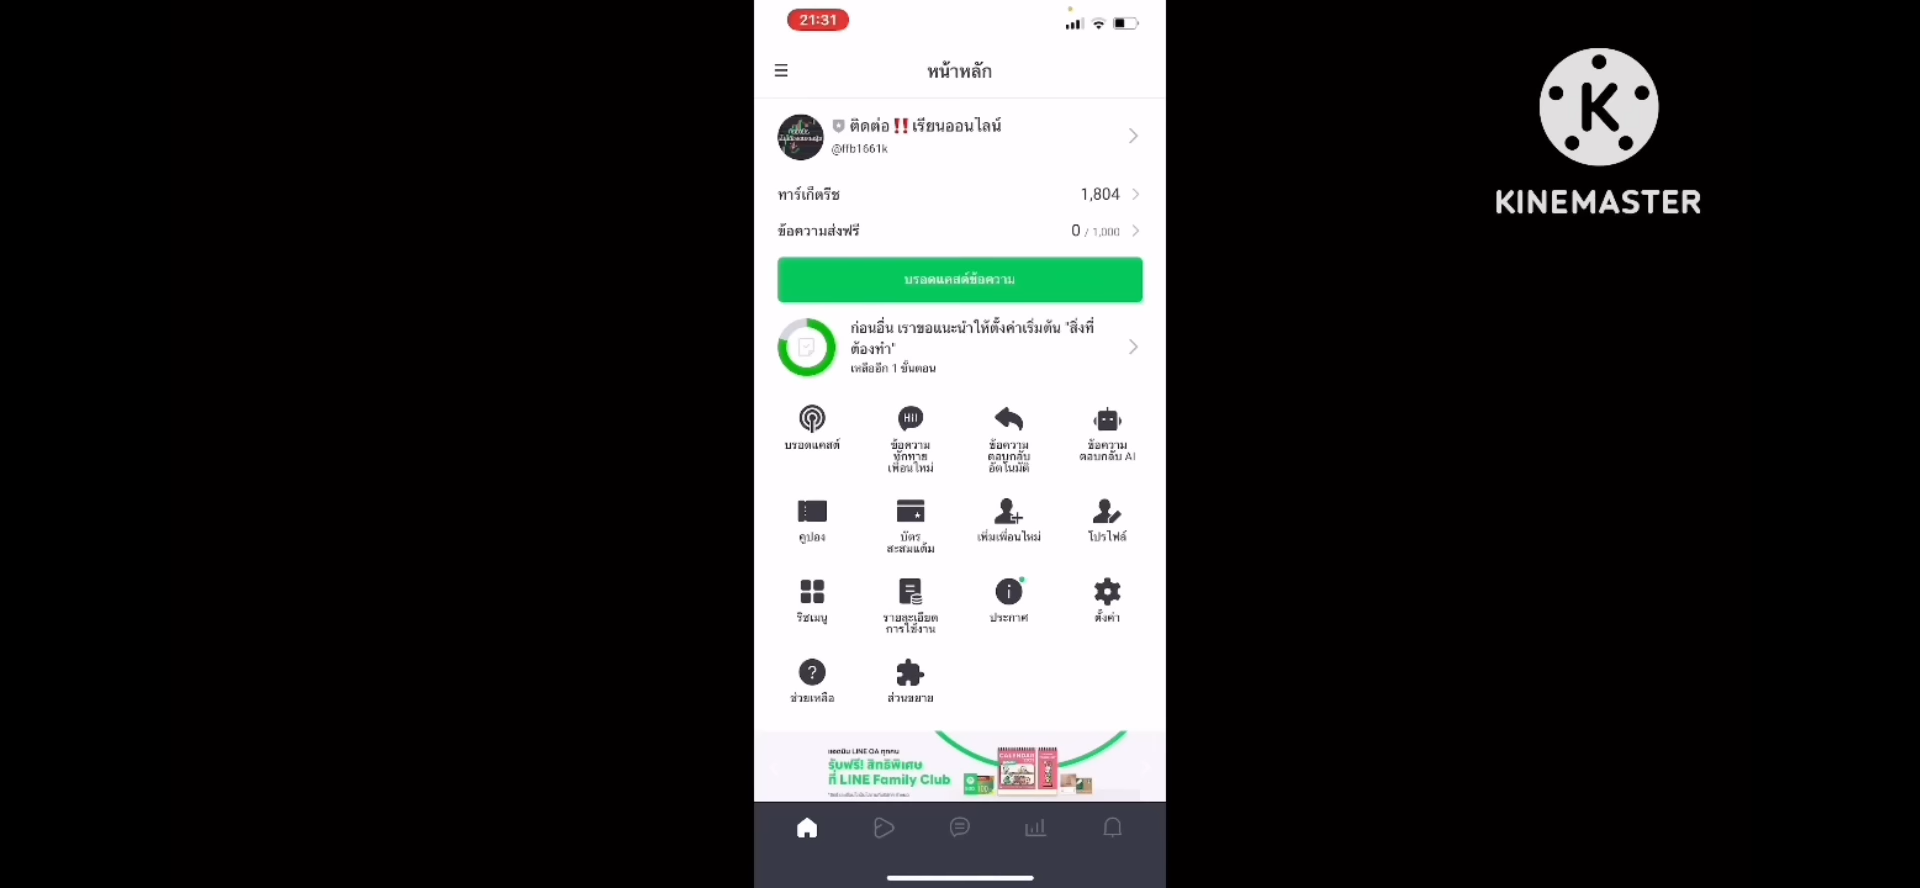 21:31
หน้าหลัก
ติดต่อ‼️เรียนออนไลน์
@ffb1661k
ทาร์เก็ตรีช 1,804
ข้อความส่งฟรี 0 / 1,000
บรอดแคสต์ข้อความ
ก่อนอื่น เราขอแนะนำให้ตั้งค่าเริ่มต้น "สิ่งที่
ต้องทำ"
เหลืออีก 1 ขั้นตอน
บรอดแคสต์
HI!
ข้อความ
ทักทาย
เพื่อนใหม่
ข้อความ
ตอบกลับ
อัตโนมัติ
ข้อความ
ตอบกลับ AI
คูปอง
บัตร
สะสมแต้ม
เพิ่มเพื่อนใหม่
โปรไฟล์
ริชเมนู
รายละเอียด
การใช้งาน
ประกาศ
ตั้งค่า
ช่วยเหลือ
ส่วนขยาย
แอดมิน LINE OA ทุกคน
รับฟรี! สิทธิพิเศษ
ที่ LINE Family Club
CALENDAR
K
KINEMASTER